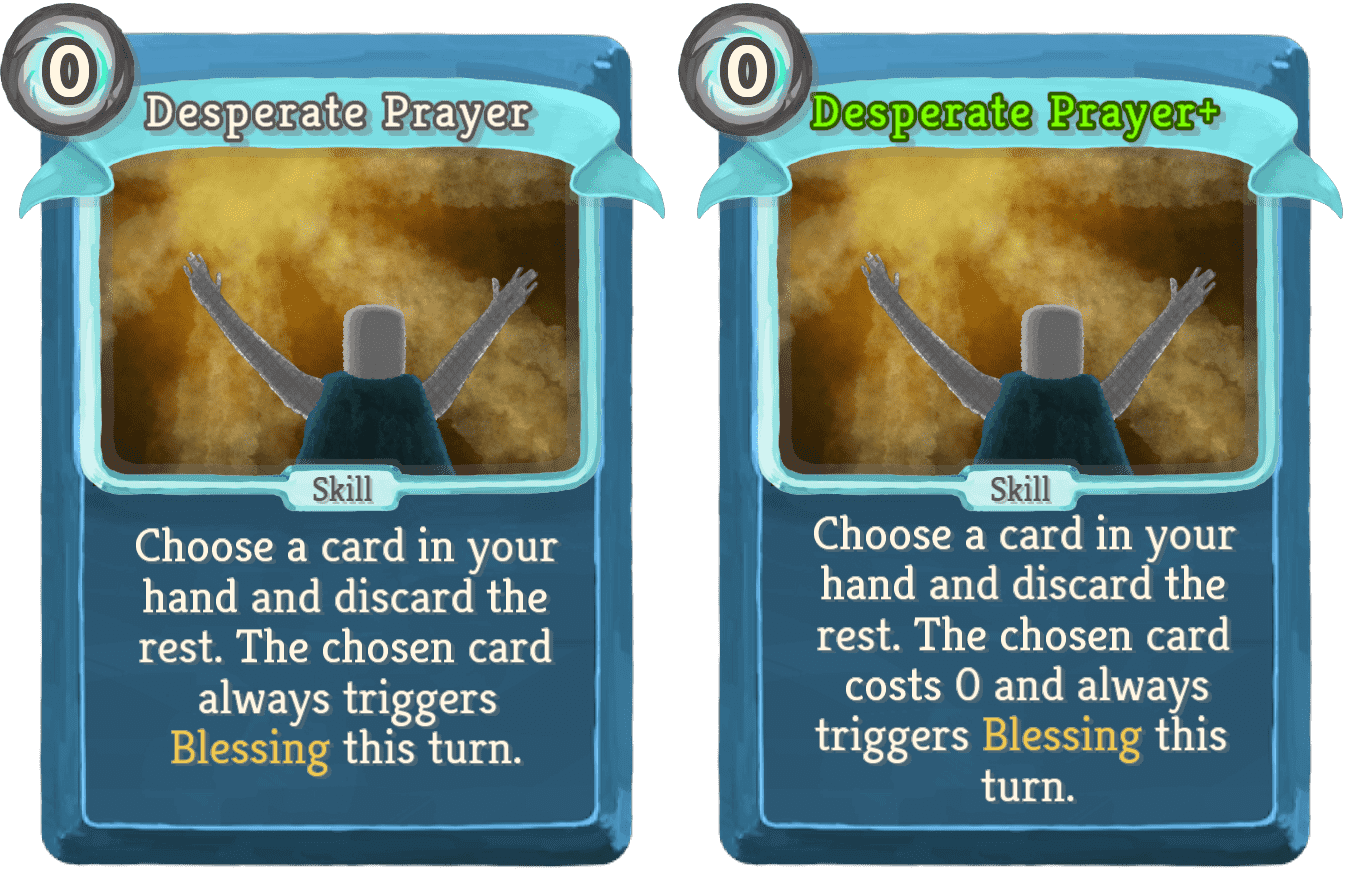 0
Desperate Prayer
Skill
Choose a card in your
hand and discard the
rest. The chosen card
always triggers
Blessing this turn.
0
Desperate Prayer+
Skill
Choose a card in your
hand and discard the
rest. The chosen card
costs 0 and always
triggers Blessing this
turn.